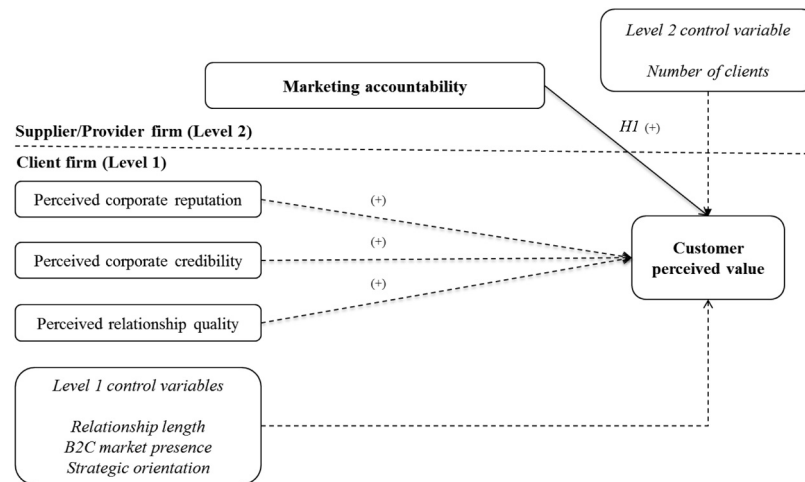 Level 2 control variable
Number of clients
Marketing accountability
H1 (+)
Supplier/Provider firm (Level 2)
Client firm (Level 1)
Perceived corporate reputation
(+)
Perceived corporate credibility
(+)
Customer
perceived value
Perceived relationship quality
(+)
Level 1 control variables
Relationship length
B2C market presence
Strategic orientation